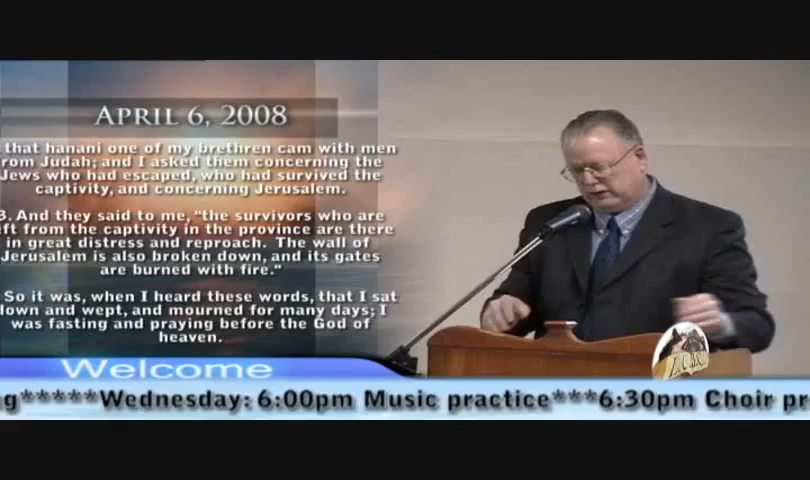 APRIL 6, 2008
that hanani one of my brethren cam with men
rom Judah; and I asked them concerning the
Jews who had escaped, who had survived the
captivity, and concerning Jerusalem.
3. And they said to me, "the survivors who are
eft from the captivity in the province are there
in great distress and reproach. The wall of
Jerusalem is also broken down, and its gates
are burned with fire."
So it was, when I heard these words, that I sat
down and wept, and mourned for many days; I
was fasting and praying before the God of
heaven.
Welcome
g*****Wednesday: 6:00pm Music practice***6:30pm Choir pr